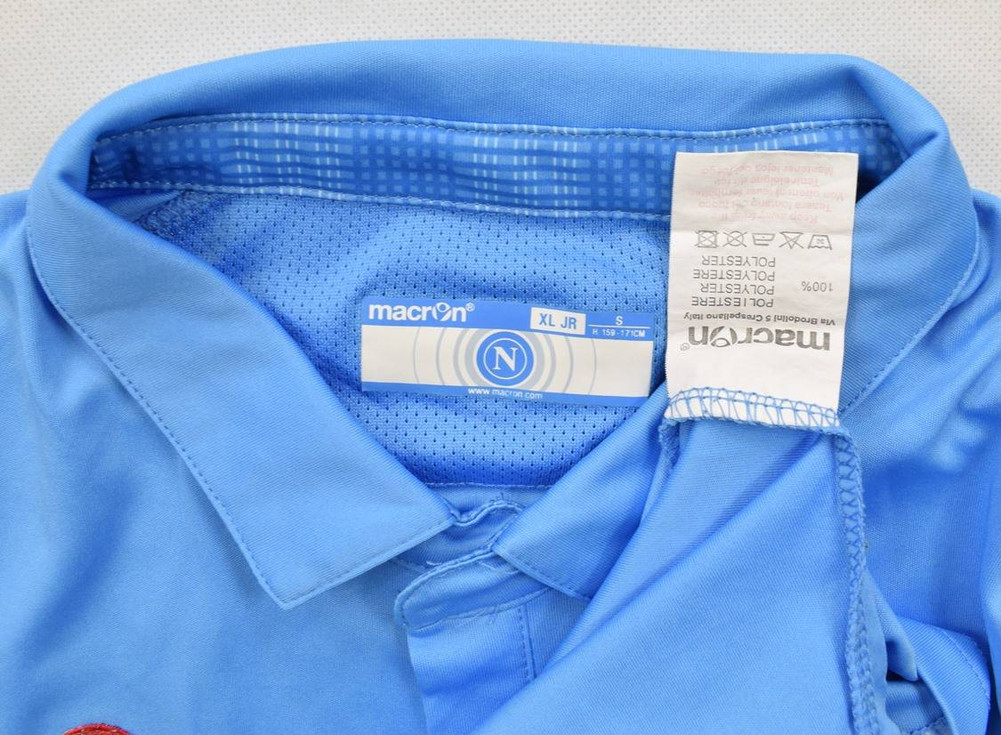 macron®
XL JR
S
H. 159 - 171CM
N
www.macron.com
macron®
Via Brodolini 5 Crespellano Italy
POLIESTERE
100% POLYESTER
POLYESTERE
POLYESTER